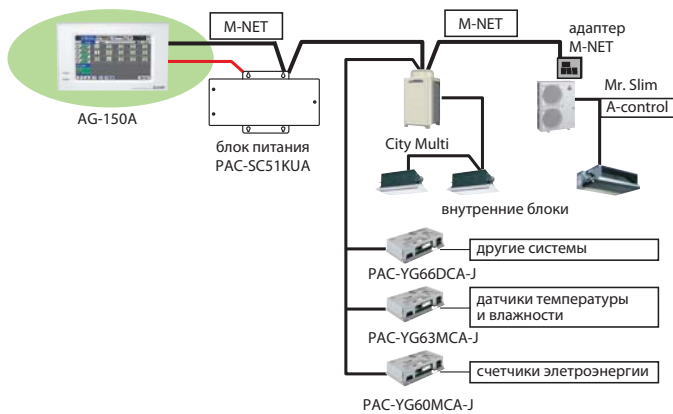 M-NET
M-NET
адаптер
M-NET
AG-150A
блок питания
PAC-SC51KUA
City Multi
Mr. Slim
A-control
внутренние блоки
другие системы
PAC-YG66DCA-J
датчики температуры
и влажности
PAC-YG63MCA-J
счетчики элетроэнергии
PAC-YG60MCA-J